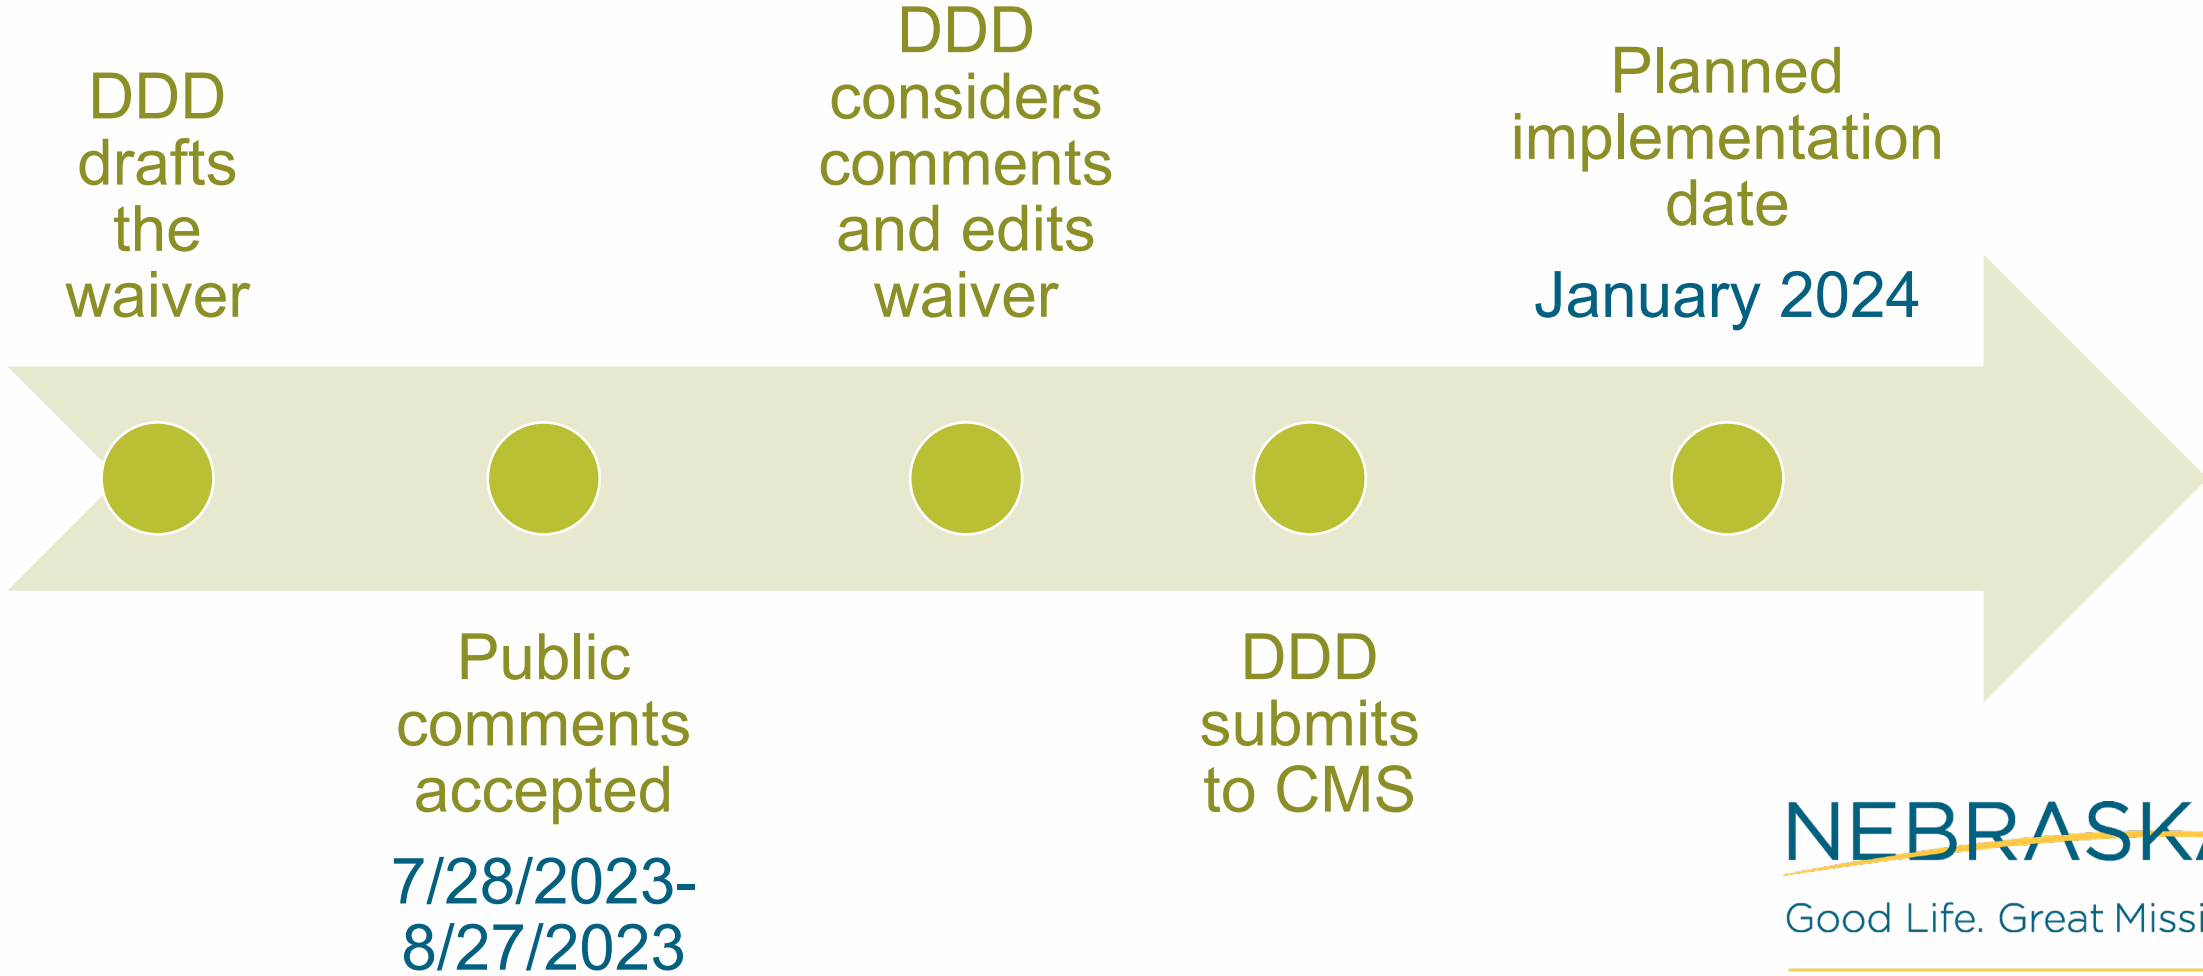 DDD
drafts
the
waiver
Public
comments
accepted
7/28/2023-
8/27/2023
DDD
considers
comments
and edits
waiver
DDD
submits
to CMS
Planned
implementation
date
January 2024
NEBRASKA
Good Life. Great Missi